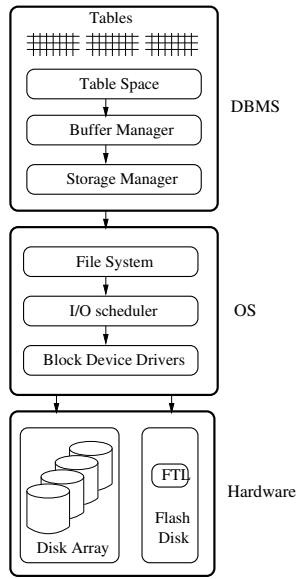 Tables
Table Space
DBMS
Buffer Manager
Storage Manager
File System
I/O scheduler
OS
Block Device Drivers
FTL
Hardware
Flash
Disk
Disk Array